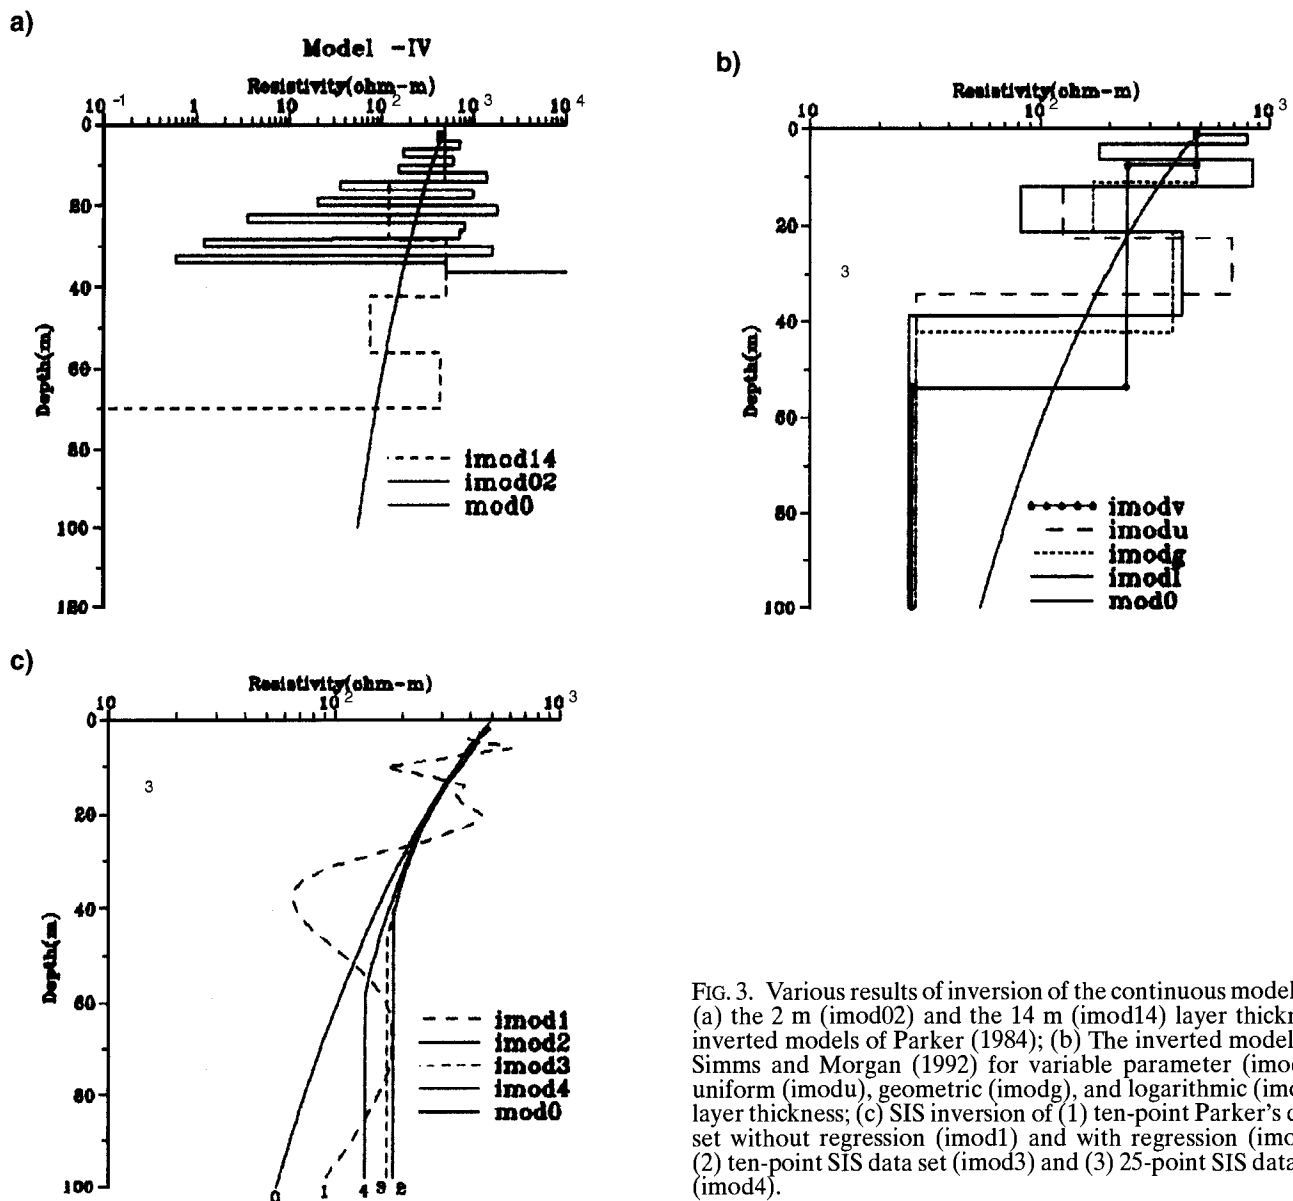 a)
Model -IV
Resistivity(ohm-m)
10^-1 1 10 10^2 10^3 10^4
0
20
40
60
80
100
120
Depth(m)
imod14
imod02
mod0
b)
Resistivity(ohm-m)
10 10^2 10^3
0
20
40
60
80
100
Depth(m)
3
imodv
imodu
imodg
imodl
mod0
c)
Resistivity(ohm-m)
10 10^2 10^3
0
20
40
60
80
100
Depth(m)
3
imod1
imod2
imod3
imod4
mod0
0 1 4 3 2
FIG. 3. Various results of inversion of the continuous model
(a) the 2 m (imod02) and the 14 m (imod14) layer thickn
inverted models of Parker (1984); (b) The inverted model
Simms and Morgan (1992) for variable parameter (imod
uniform (imodu), geometric (imodg), and logarithmic (imo
layer thickness; (c) SIS inversion of (1) ten-point Parker's d
set without regression (imod1) and with regression (imo
(2) ten-point SIS data set (imod3) and (3) 25-point SIS data
(imod4).